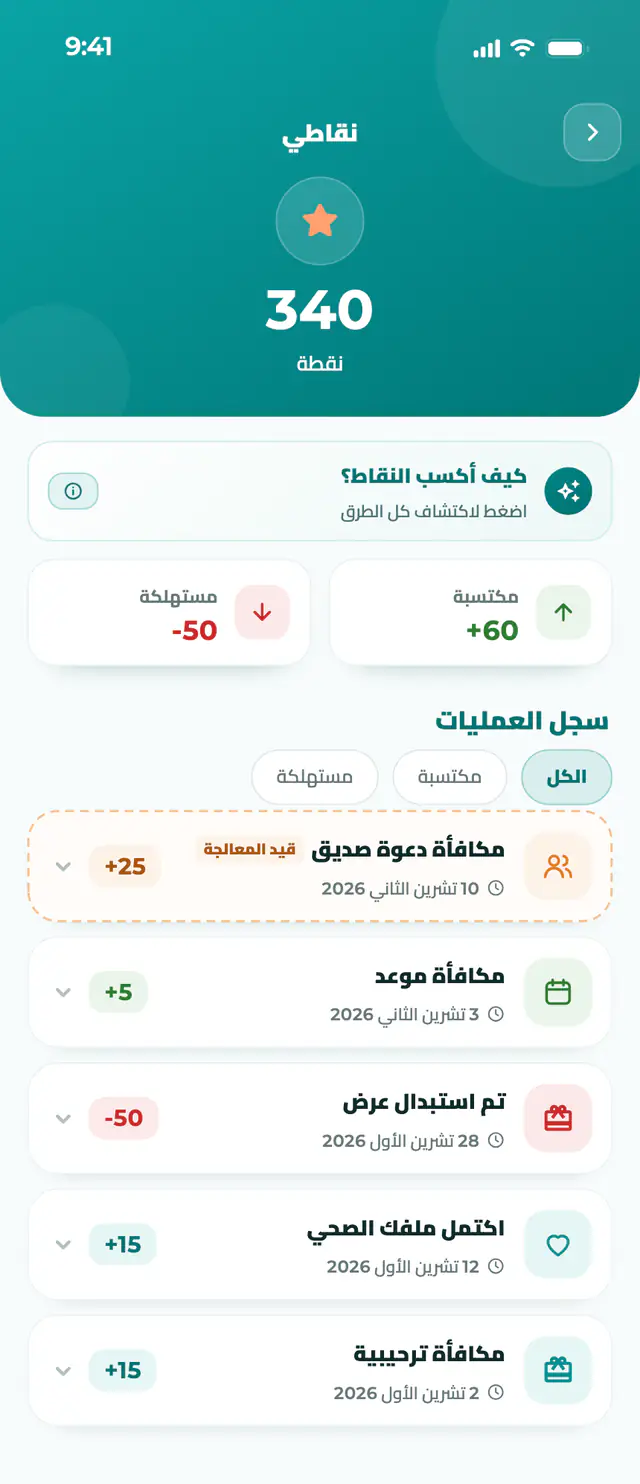 9:41
نقاطي
340
نقطة
كيف أكسب النقاط؟
اضغط لاكتشاف كل الطرق
مكتسبة
+60
مستهلكة
-50
سجل العمليات
الكل
مكتسبة
مستهلكة
مكافأة دعوة صديق قيد المعالجة
10 تشرين الثاني 2026
+25
مكافأة موعد
3 تشرين الثاني 2026
+5
تم استبدال عرض
28 تشرين الأول 2026
-50
اكتمل ملفك الصحي
12 تشرين الأول 2026
+15
مكافأة ترحيبية
2 تشرين الأول 2026
+15